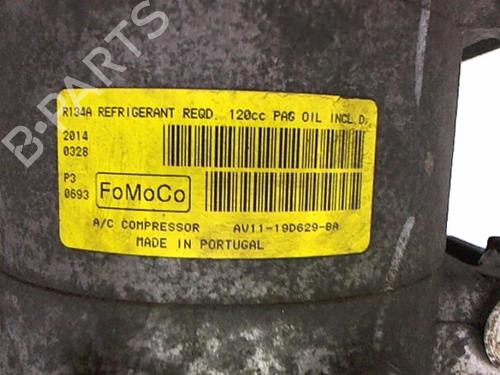 R134A REFRIGERANT REQD. 120cc PAG OIL INCL D.
2014
0328
P3
0693
FoMoCo
A/C COMPRESSOR AV11-19D629-BA
MADE IN PORTUGAL
B-PARTS